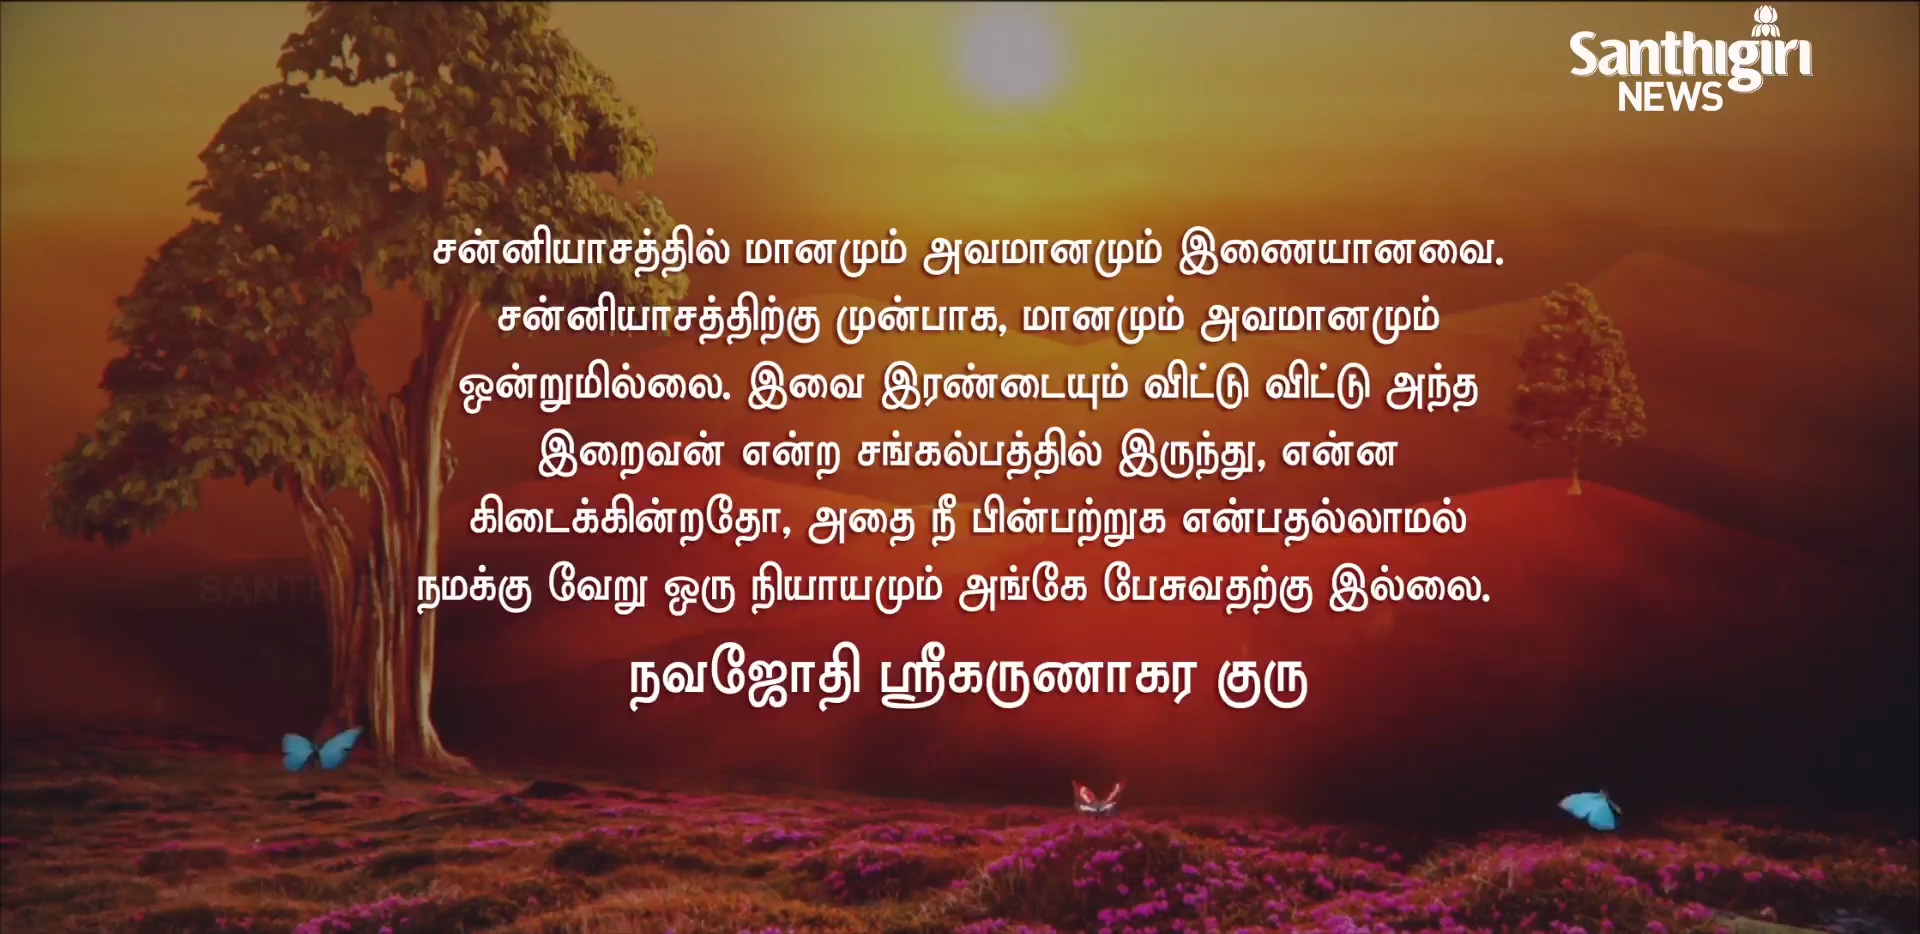 Santhigiri
NEWS
சன்னியாசத்தில் மானமும் அவமானமும் இணையானவை.
சன்னியாசத்திற்கு முன்பாக, மானமும் அவமானமும்
ஒன்றுமில்லை. இவை இரண்டையும் விட்டு விட்டு அந்த
இறைவன் என்ற சங்கல்பத்தில் இருந்து, என்ன
கிடைக்கின்றதோ, அதை நீ பின்பற்றுக என்பதல்லாமல்
நமக்கு வேறு ஒரு நியாயமும் அங்கே பேசுவதற்கு இல்லை.
நவஜோதி ஸ்ரீகருணாகர குரு